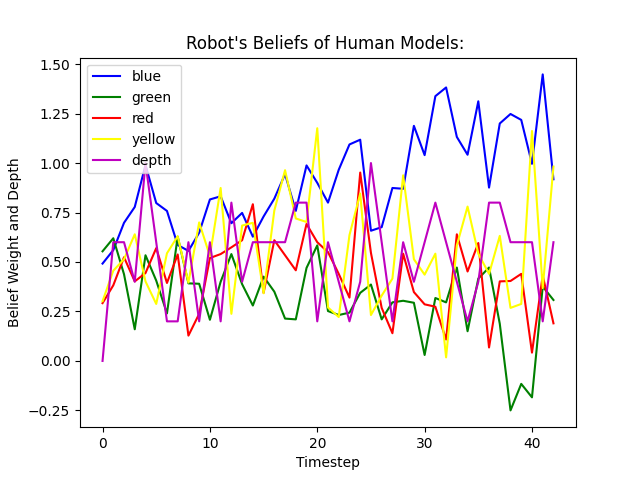 Robot's Beliefs of Human Models:
blue
green
red
yellow
depth
1.50
1.25
1.00
0.75
0.50
0.25
0.00
−0.25
Belief Weight and Depth
0 10 20 30 40
Timestep